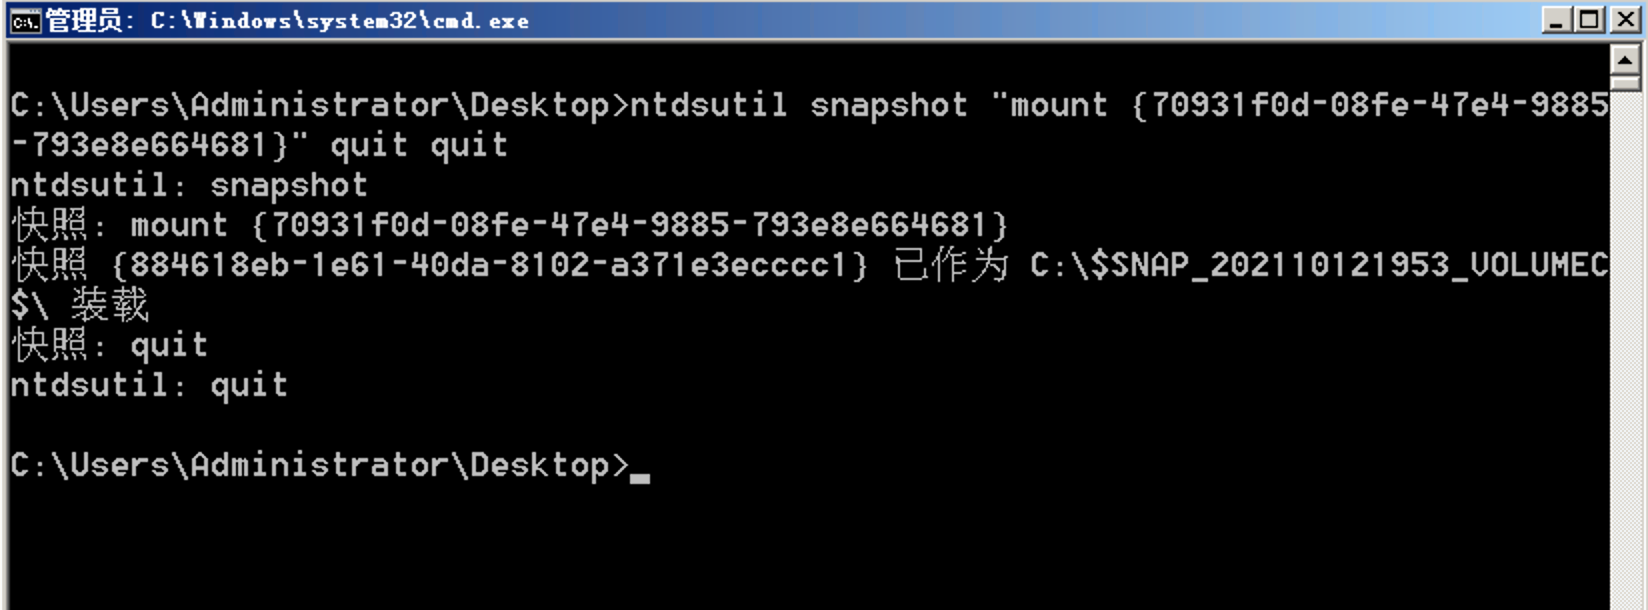 管理员: C:\Windows\system32\cmd.exe
C:\Users\Administrator\Desktop>ntdsutil snapshot "mount {70931f0d-08fe-47e4-9885
-793e8e664681}" quit quit
ntdsutil: snapshot
快照: mount {70931f0d-08fe-47e4-9885-793e8e664681}
快照 {884618eb-1e61-40da-8102-a371e3ecccc1} 已作为 C:\$SNAP_202110121953_VOLUMEC
$\ 装载
快照: quit
ntdsutil: quit
C:\Users\Administrator\Desktop>